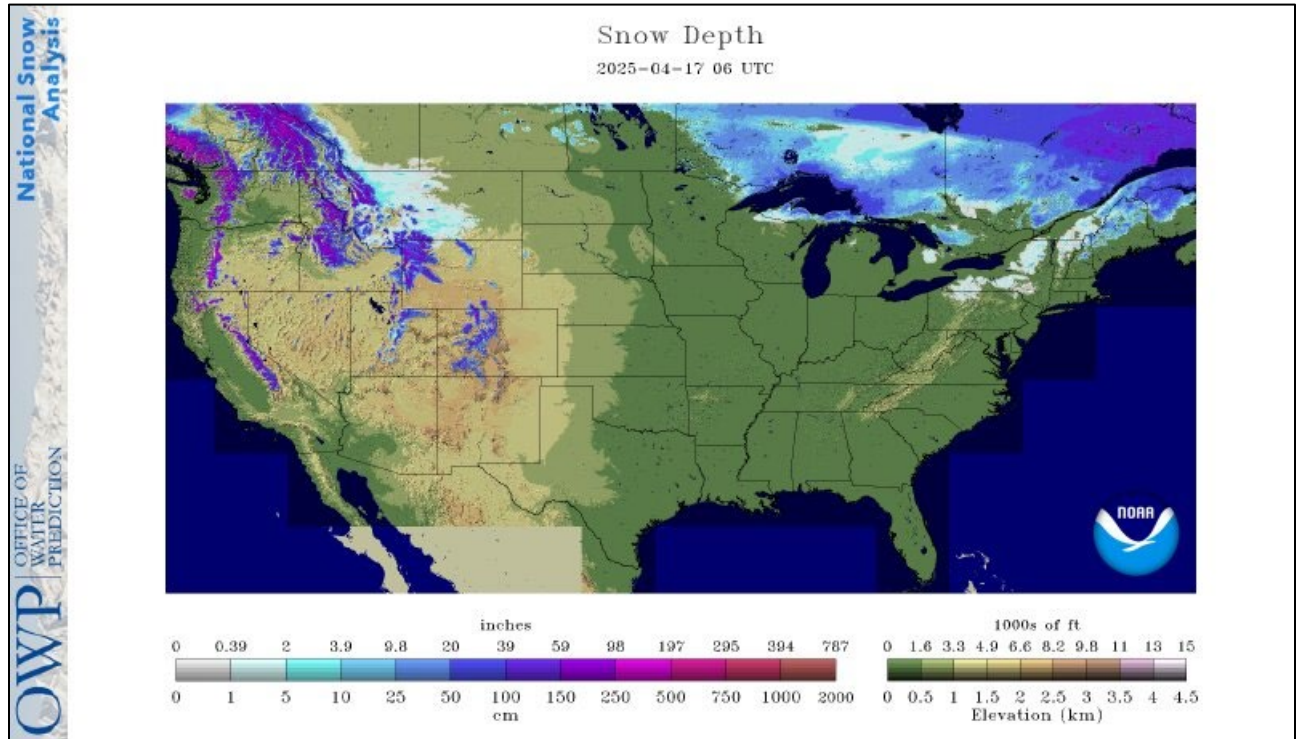 National Snow
Analysis
OWP
OFFICE OF
WATER
PREDICTION
Snow Depth
2025-04-17 06 UTC
NOAA
inches
0 0.39 2 3.9 9.8 20 39 59 98 197 295 394 787
0 1 5 10 25 50 100 150 250 500 750 1000 2000
cm
1000s of ft
0 1.6 3.3 4.9 6.6 8.2 9.8 11 13 15
0 0.5 1 1.5 2 2.5 3 3.5 4 4.5
Elevation (km)